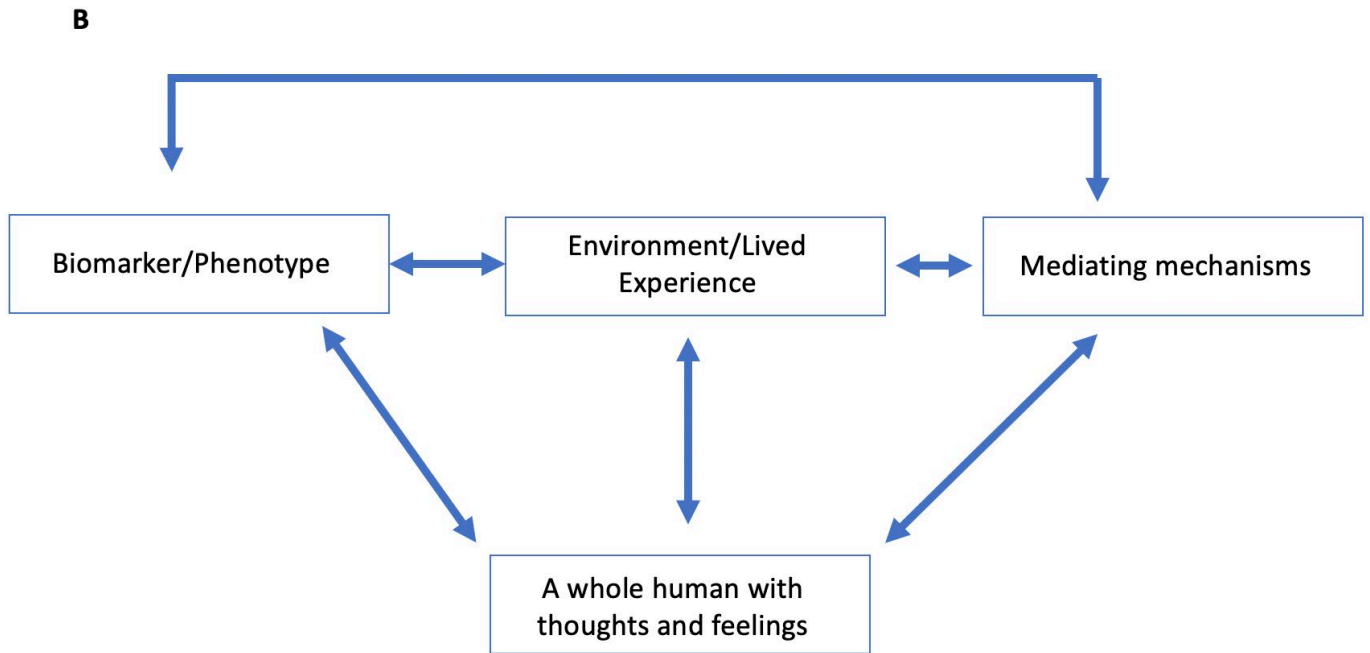 B
Biomarker/Phenotype
Environment/Lived
Experience
Mediating mechanisms
A whole human with
thoughts and feelings